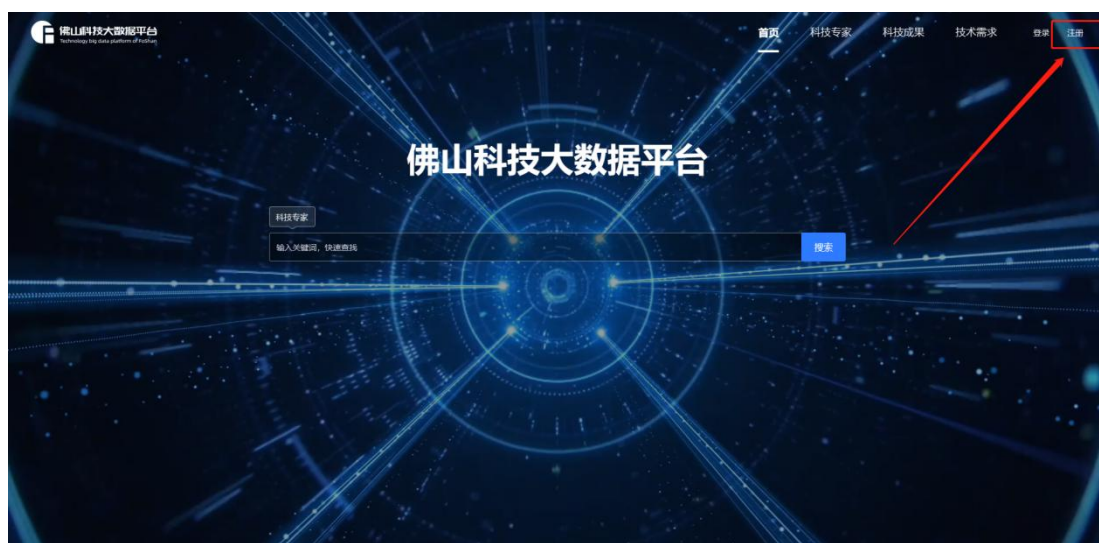 佛山科技大数据平台
Technology big data platform of FoShan
首页 科技专家 科技成果 技术需求 登录 注册
佛山科技大数据平台
科技专家
输入关键词，快速查找 搜索